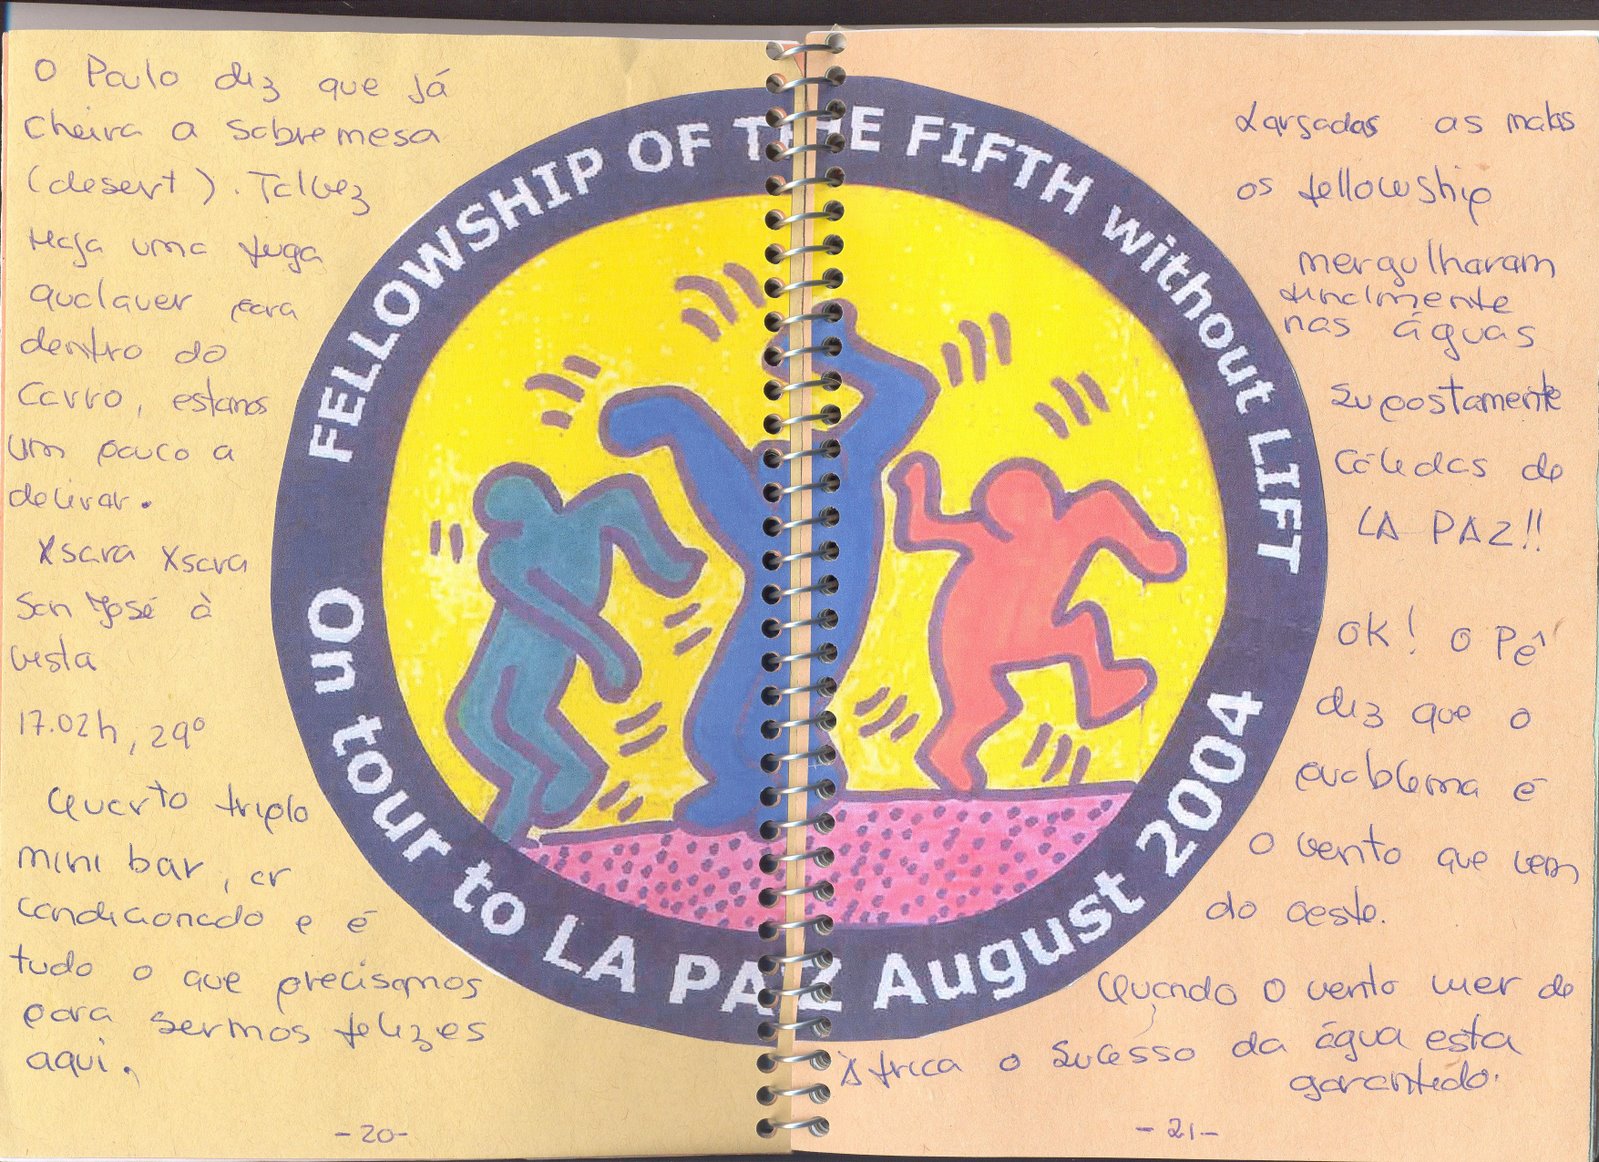 O Paulo diz que já
cheira a sobremesa
(desert). Talvez
haja uma fuga
qualquer para
dentro do
carro, estamos
um pouco a
delirar.
Xsara Xsara
San José à
vista
17.02h, 29º
Quarto triplo
mini bar, ar
condicionado e é
tudo o que precisamos
para sermos felizes
aqui.
-20-
FELLOWSHIP OF THE FIFTH without LIFT
On tour to LA PAZ August 2004
Largadas as malas
os fellowship
mergulharam
finalmente
nas águas
supostamente
cálidas de
LA PAZ!!
OK! O Pê
diz que o
problema é
o vento que vem
do oeste.
Quando o vento vier de
África o sucesso da água esta
garantido.
-21-